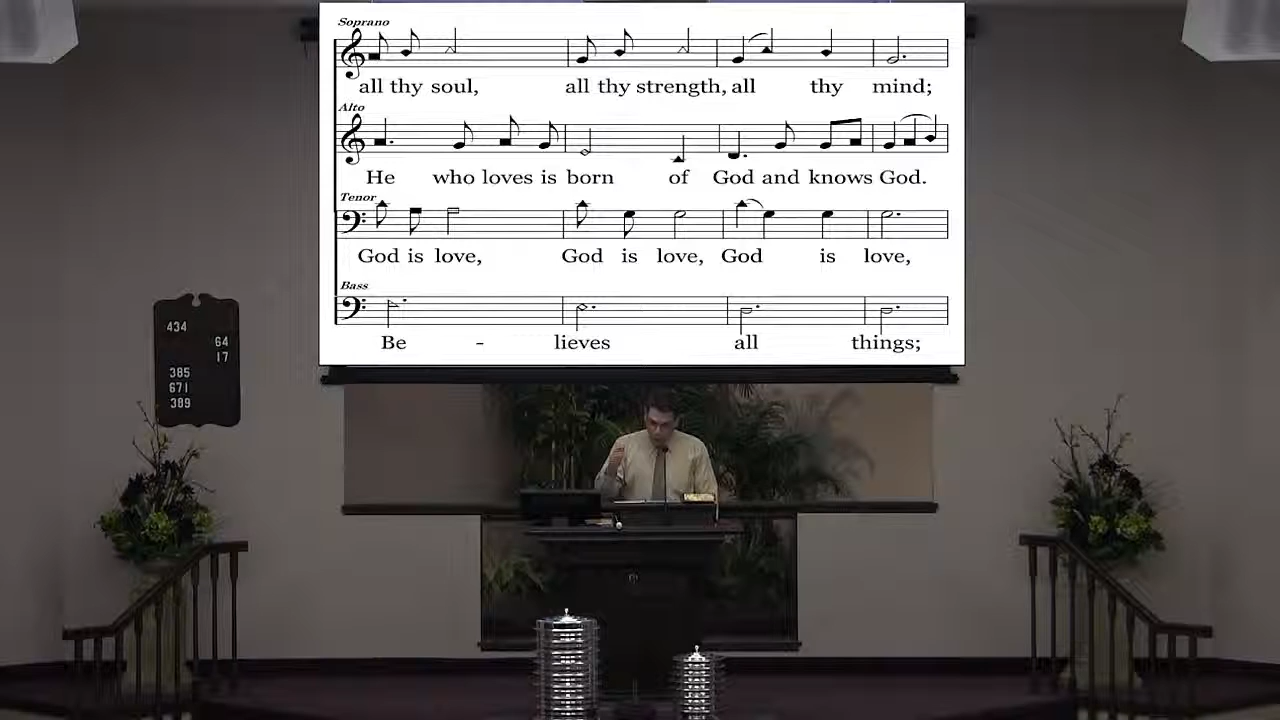 Soprano
all thy soul, all thy strength, all thy mind;
Alto
He who loves is born of God and knows God.
Tenor
God is love, God is love, God is love,
Bass
Be - lieves all things;
434
64
17
385
671
389